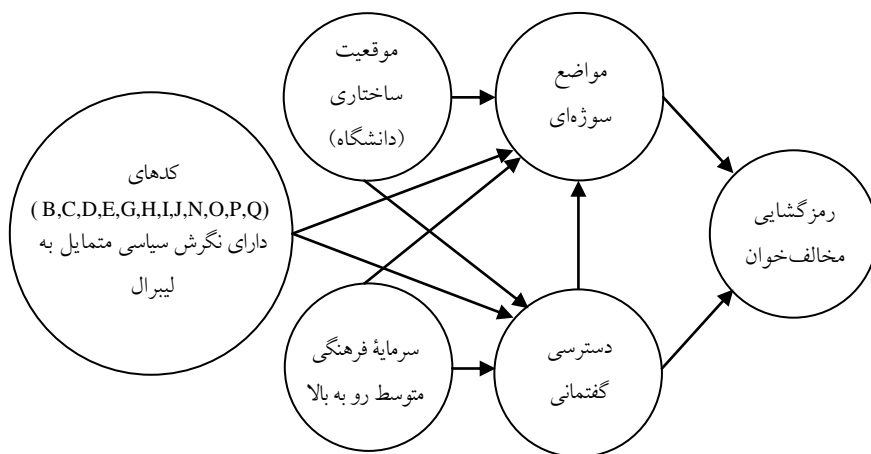 موقعیت
ساختاری
(دانشگاه)
مواضع
سوژه‌ای
کدهای
( B,C,D,E,G,H,I,J,N,O,P,Q)
دارای نگرش سیاسی متمایل به
لیبرال
رمزگشایی
مخالف‌خوان
سرمایۀ فرهنگی
متوسط رو به بالا
دسترسی
گفتمانی